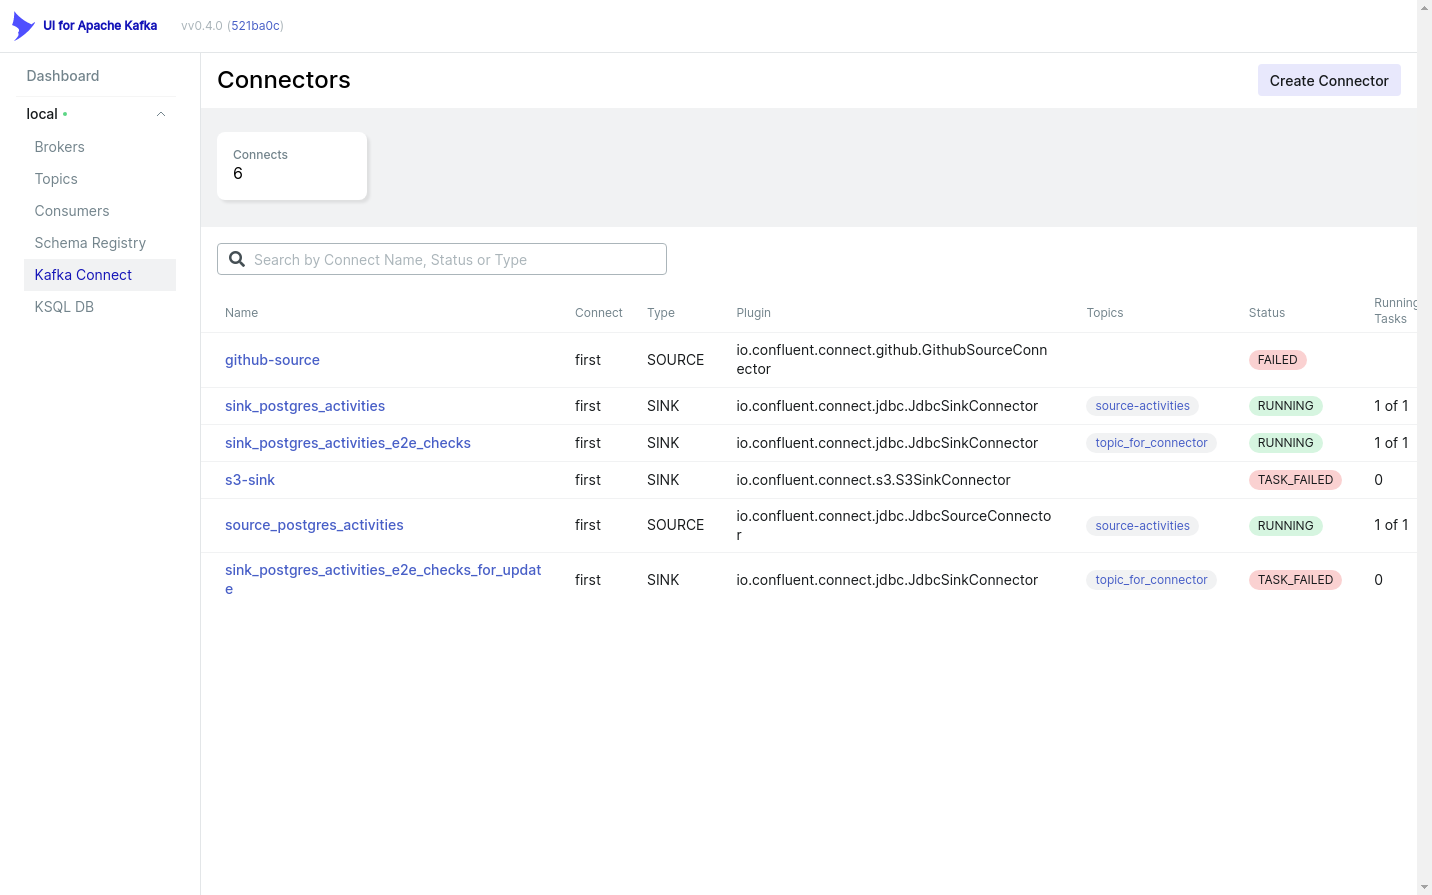 UI for Apache Kafka
vv0.4.0 (521ba0c)
Dashboard
local
Brokers
Topics
Consumers
Schema Registry
Kafka Connect
KSQL DB
Connectors
Create Connector
Connects
6
Search by Connect Name, Status or Type
Name Connect Type Plugin Topics Status Running
Tasks
github-source first SOURCE io.confluent.connect.github.GithubSourceConn
ector FAILED
sink_postgres_activities first SINK io.confluent.connect.jdbc.JdbcSinkConnector source-activities RUNNING 1 of 1
sink_postgres_activities_e2e_checks first SINK io.confluent.connect.jdbc.JdbcSinkConnector topic_for_connector RUNNING 1 of 1
s3-sink first SINK io.confluent.connect.s3.S3SinkConnector TASK_FAILED 0
source_postgres_activities first SOURCE io.confluent.connect.jdbc.JdbcSourceConnecto
r source-activities RUNNING 1 of 1
sink_postgres_activities_e2e_checks_for_updat
e first SINK io.confluent.connect.jdbc.JdbcSinkConnector topic_for_connector TASK_FAILED 0